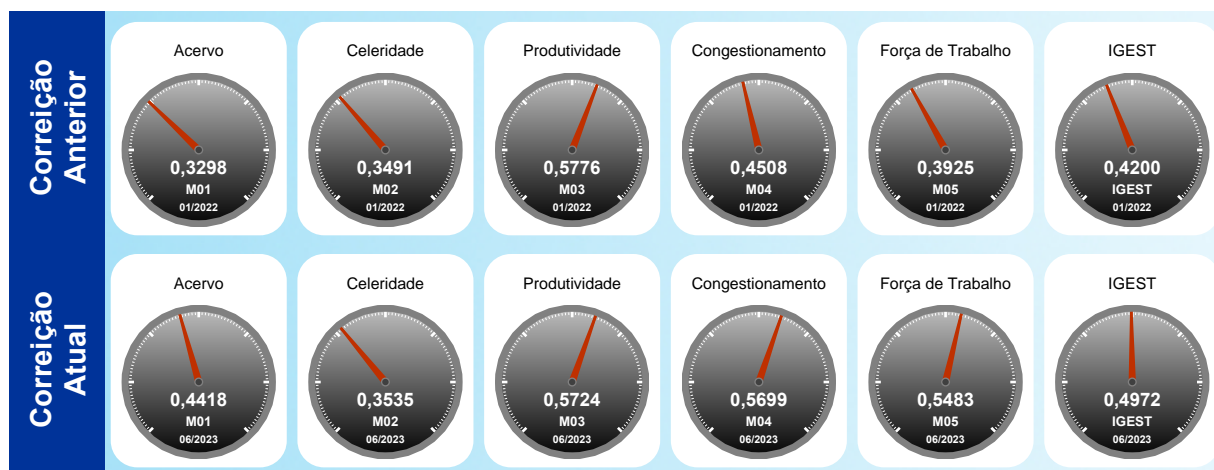 Correição
Anterior
Acervo
0,3298
M01
01/2022
Celeridade
0,3491
M02
01/2022
Produtividade
0,5776
M03
01/2022
Congestionamento
0,4508
M04
01/2022
Força de Trabalho
0,3925
M05
01/2022
IGEST
0,4200
IGEST
01/2022
Correição
Atual
Acervo
0,4418
M01
06/2023
Celeridade
0,3535
M02
06/2023
Produtividade
0,5724
M03
06/2023
Congestionamento
0,5699
M04
06/2023
Força de Trabalho
0,5483
M05
06/2023
IGEST
0,4972
IGEST
06/2023